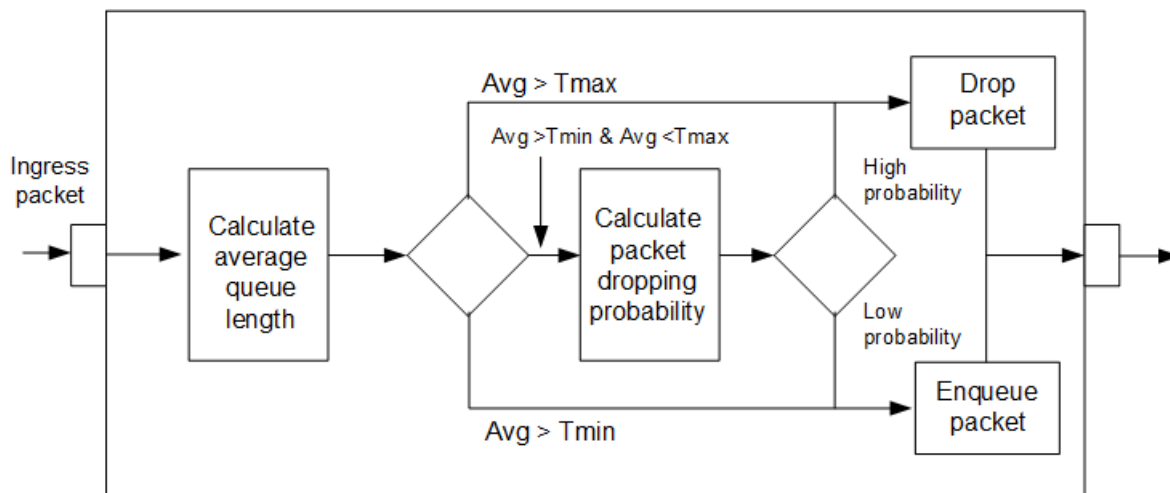 Ingress
packet
Calculate
average
queue
length
Avg > Tmax
Avg >Tmin & Avg <Tmax
Calculate
packet
dropping
probability
High
probability
Low
probability
Avg > Tmin
Drop
packet
Enqueue
packet